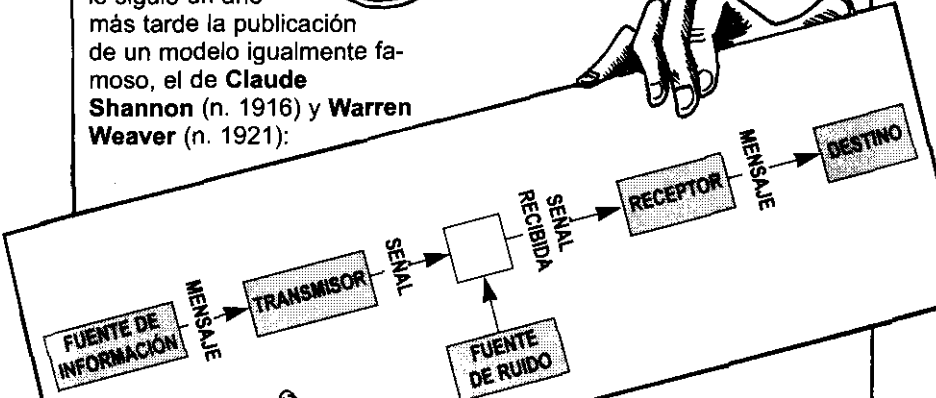 le siguió un año
más tarde la publicación
de un modelo igualmente fa-
moso, el de Claude
Shannon (n. 1916) y Warren
Weaver (n. 1921):
FUENTE DE
INFORMACIÓN
MENSAJE
TRANSMISOR
SEÑAL
SEÑAL
RECIBIDA
RECEPTOR
MENSAJE
DESTINO
FUENTE
DE RUIDO